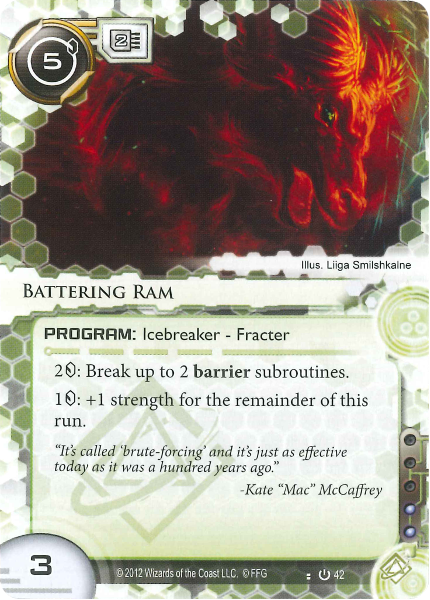 5
2
Illus. Liiga Smilshkalne
BATTERING RAM
PROGRAM: Icebreaker - Fracter
2: Break up to 2 barrier subroutines.
1: +1 strength for the remainder of this
run.
“It’s called ‘brute-forcing’ and it’s just as effective
today as it was a hundred years ago.”
-Kate “Mac” McCaffrey
3
© 2012 Wizards of the Coast LLC. © FFG
42